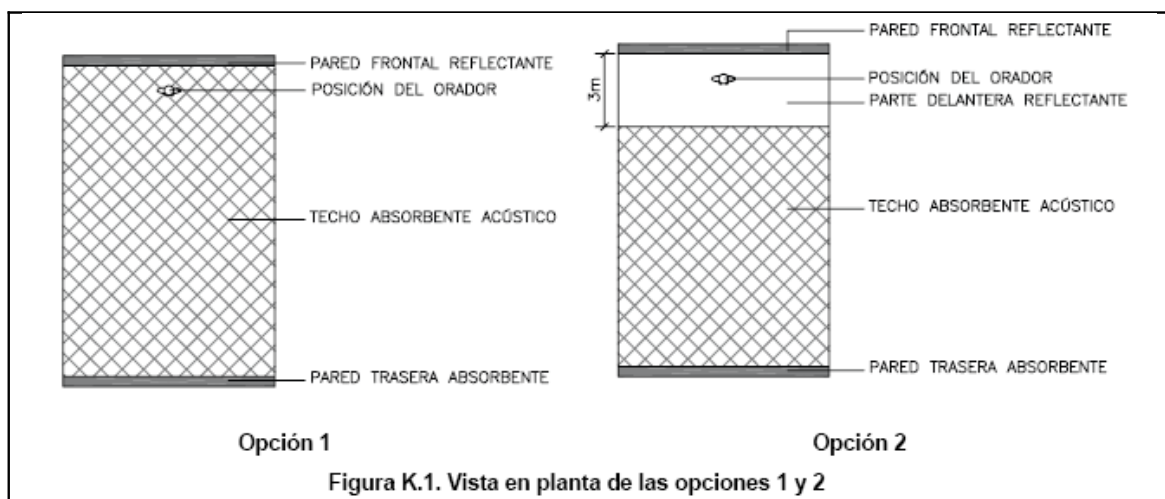 PARED FRONTAL REFLECTANTE
POSICIÓN DEL ORADOR
TECHO ABSORBENTE ACÚSTICO
PARED TRASERA ABSORBENTE
Opción 1
PARED FRONTAL REFLECTANTE
3m
POSICIÓN DEL ORADOR
PARTE DELANTERA REFLECTANTE
TECHO ABSORBENTE ACÚSTICO
PARED TRASERA ABSORBENTE
Opción 2
Figura K.1. Vista en planta de las opciones 1 y 2